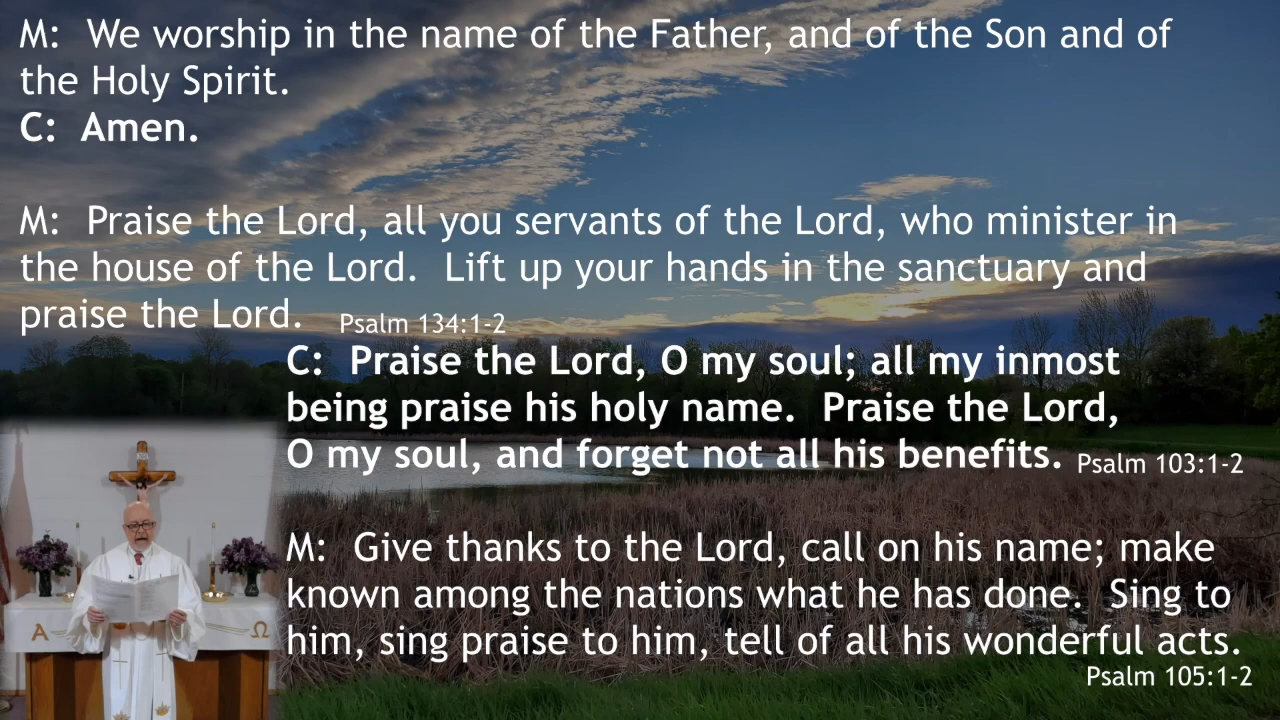 M:  We worship in the name of the Father, and of the Son and of
the Holy Spirit.
C:  Amen.
M:  Praise the Lord, all you servants of the Lord, who minister in
the house of the Lord.  Lift up your hands in the sanctuary and
praise the Lord.  Psalm 134:1-2
C:  Praise the Lord, O my soul; all my inmost
being praise his holy name.  Praise the Lord,
O my soul, and forget not all his benefits. Psalm 103:1-2
M:  Give thanks to the Lord, call on his name; make
known among the nations what he has done.  Sing to
him, sing praise to him, tell of all his wonderful acts.
Psalm 105:1-2
Α Ω